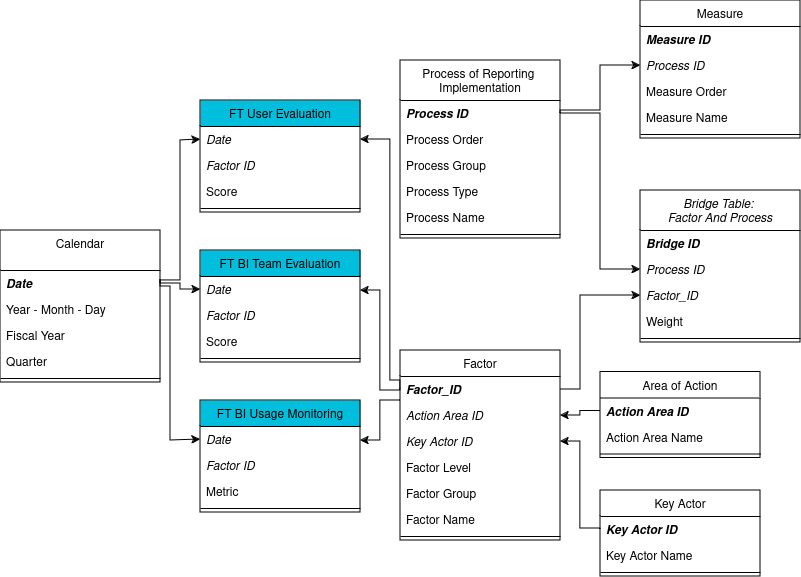 Calendar
Date
Year - Month - Day
Fiscal Year
Quarter
FT User Evaluation
Date
Factor ID
Score
FT BI Team Evaluation
Date
Factor ID
Score
FT BI Usage Monitoring
Date
Factor ID
Metric
Process of Reporting
Implementation
Process ID
Process Order
Process Group
Process Type
Process Name
Factor
Factor_ID
Action Area ID
Key Actor ID
Factor Level
Factor Group
Factor Name
Measure
Measure ID
Process ID
Measure Order
Measure Name
Bridge Table:
Factor And Process
Bridge ID
Process ID
Factor_ID
Weight
Area of Action
Action Area ID
Action Area Name
Key Actor
Key Actor ID
Key Actor Name